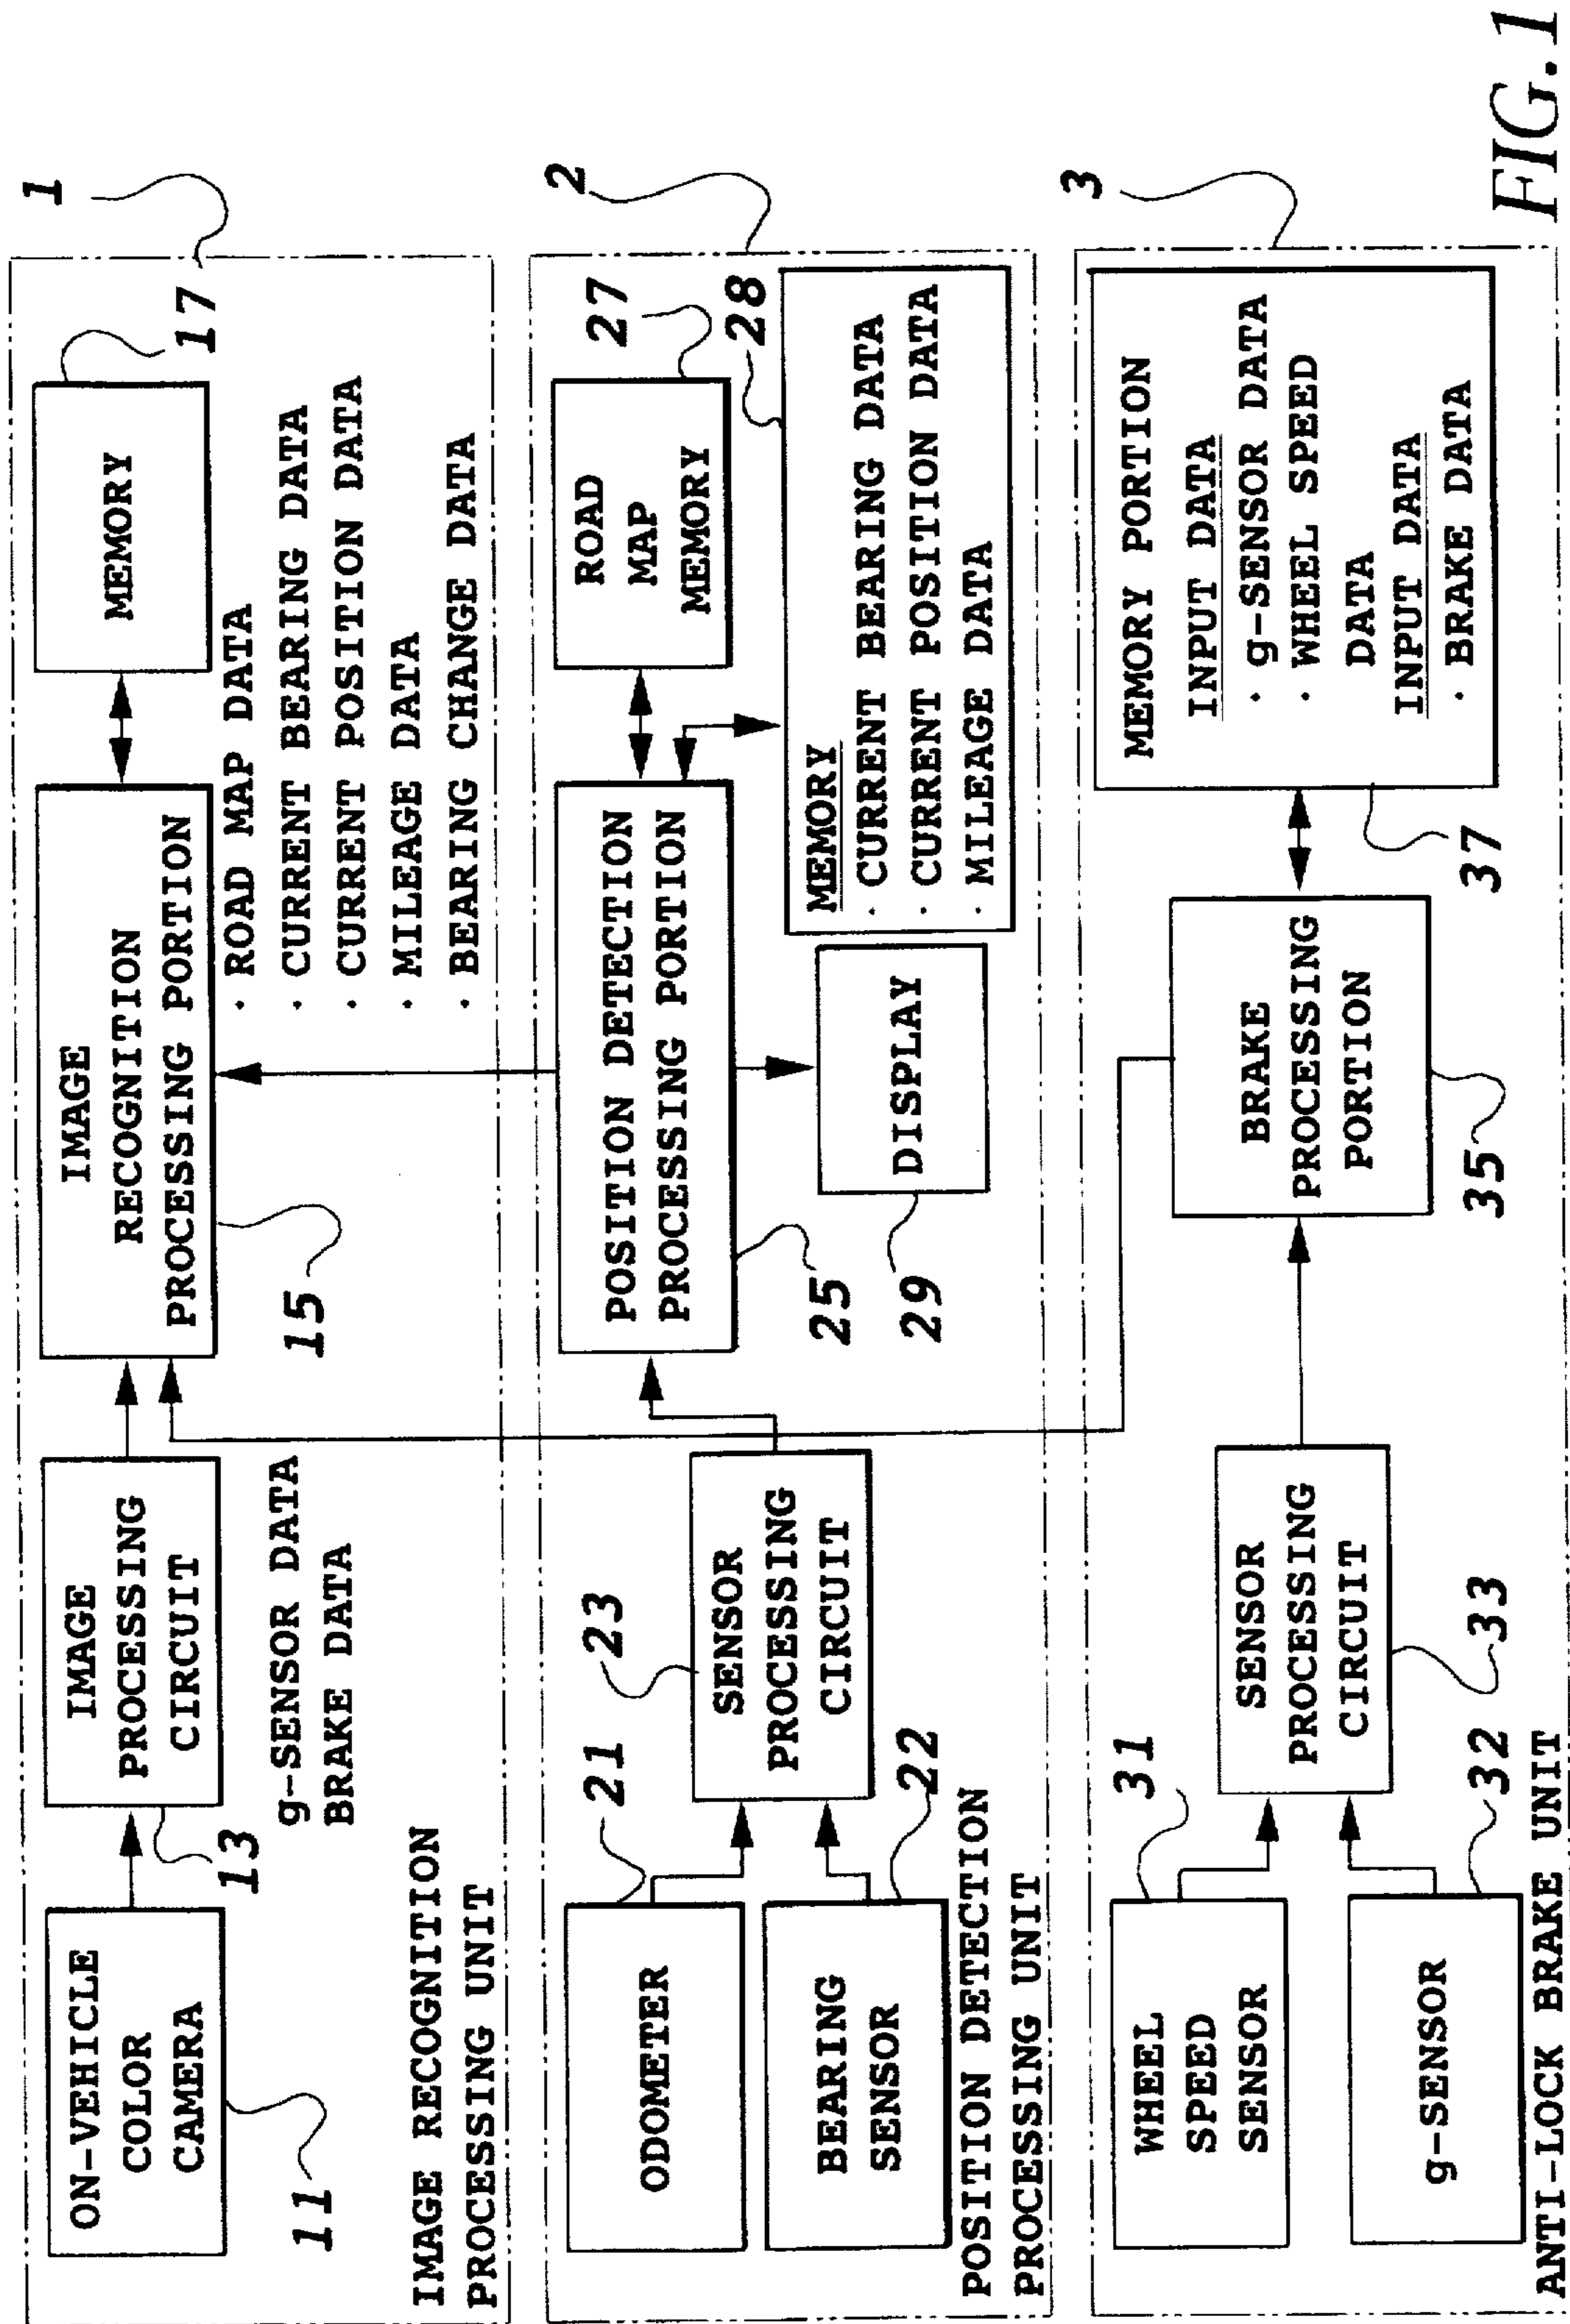 1
ON-VEHICLE
COLOR
CAMERA
11
IMAGE
PROCESSING
CIRCUIT
13
g-SENSOR DATA
BRAKE DATA
IMAGE
RECOGNITION
PROCESSING PORTION
15
MEMORY
17
· ROAD MAP DATA
· CURRENT BEARING DATA
· CURRENT POSITION DATA
· MILEAGE DATA
· BEARING CHANGE DATA
IMAGE RECOGNITION
PROCESSING UNIT
2
ODOMETER
21
BEARING
SENSOR
22
SENSOR
PROCESSING
CIRCUIT
23
POSITION DETECTION
PROCESSING PORTION
25
ROAD
MAP
MEMORY
27
28
MEMORY
· CURRENT BEARING DATA
· CURRENT POSITION DATA
· MILEAGE DATA
DISPLAY
29
POSITION DETECTION
PROCESSING UNIT
3
WHEEL
SPEED
SENSOR
31
g-SENSOR
32
SENSOR
PROCESSING
CIRCUIT
33
BRAKE
PROCESSING
PORTION
35
MEMORY PORTION
INPUT DATA
· g-SENSOR DATA
· WHEEL SPEED
DATA
INPUT DATA
· BRAKE DATA
37
ANTI-LOCK BRAKE UNIT
FIG.1